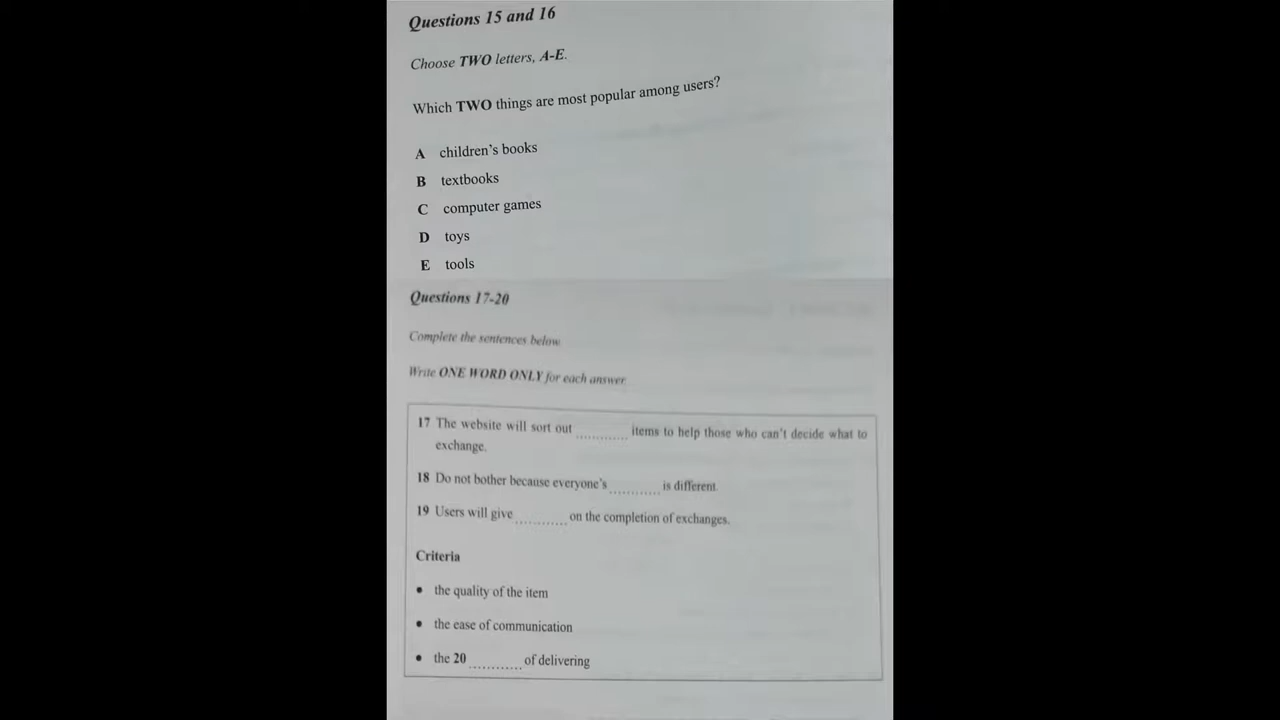 Questions 15 and 16
Choose TWO letters, A-E.
Which TWO things are most popular among users?
A children's books
B textbooks
C computer games
D toys
E tools
Questions 17-20
Complete the sentences below
Write ONE WORD ONLY for each answer
17 The website will sort out ............ items to help those who can't decide what to
exchange.
18 Do not bother because everyone's ............ is different.
19 Users will give ............ on the completion of exchanges.
Criteria
• the quality of the item
• the ease of communication
• the 20 ............ of delivering